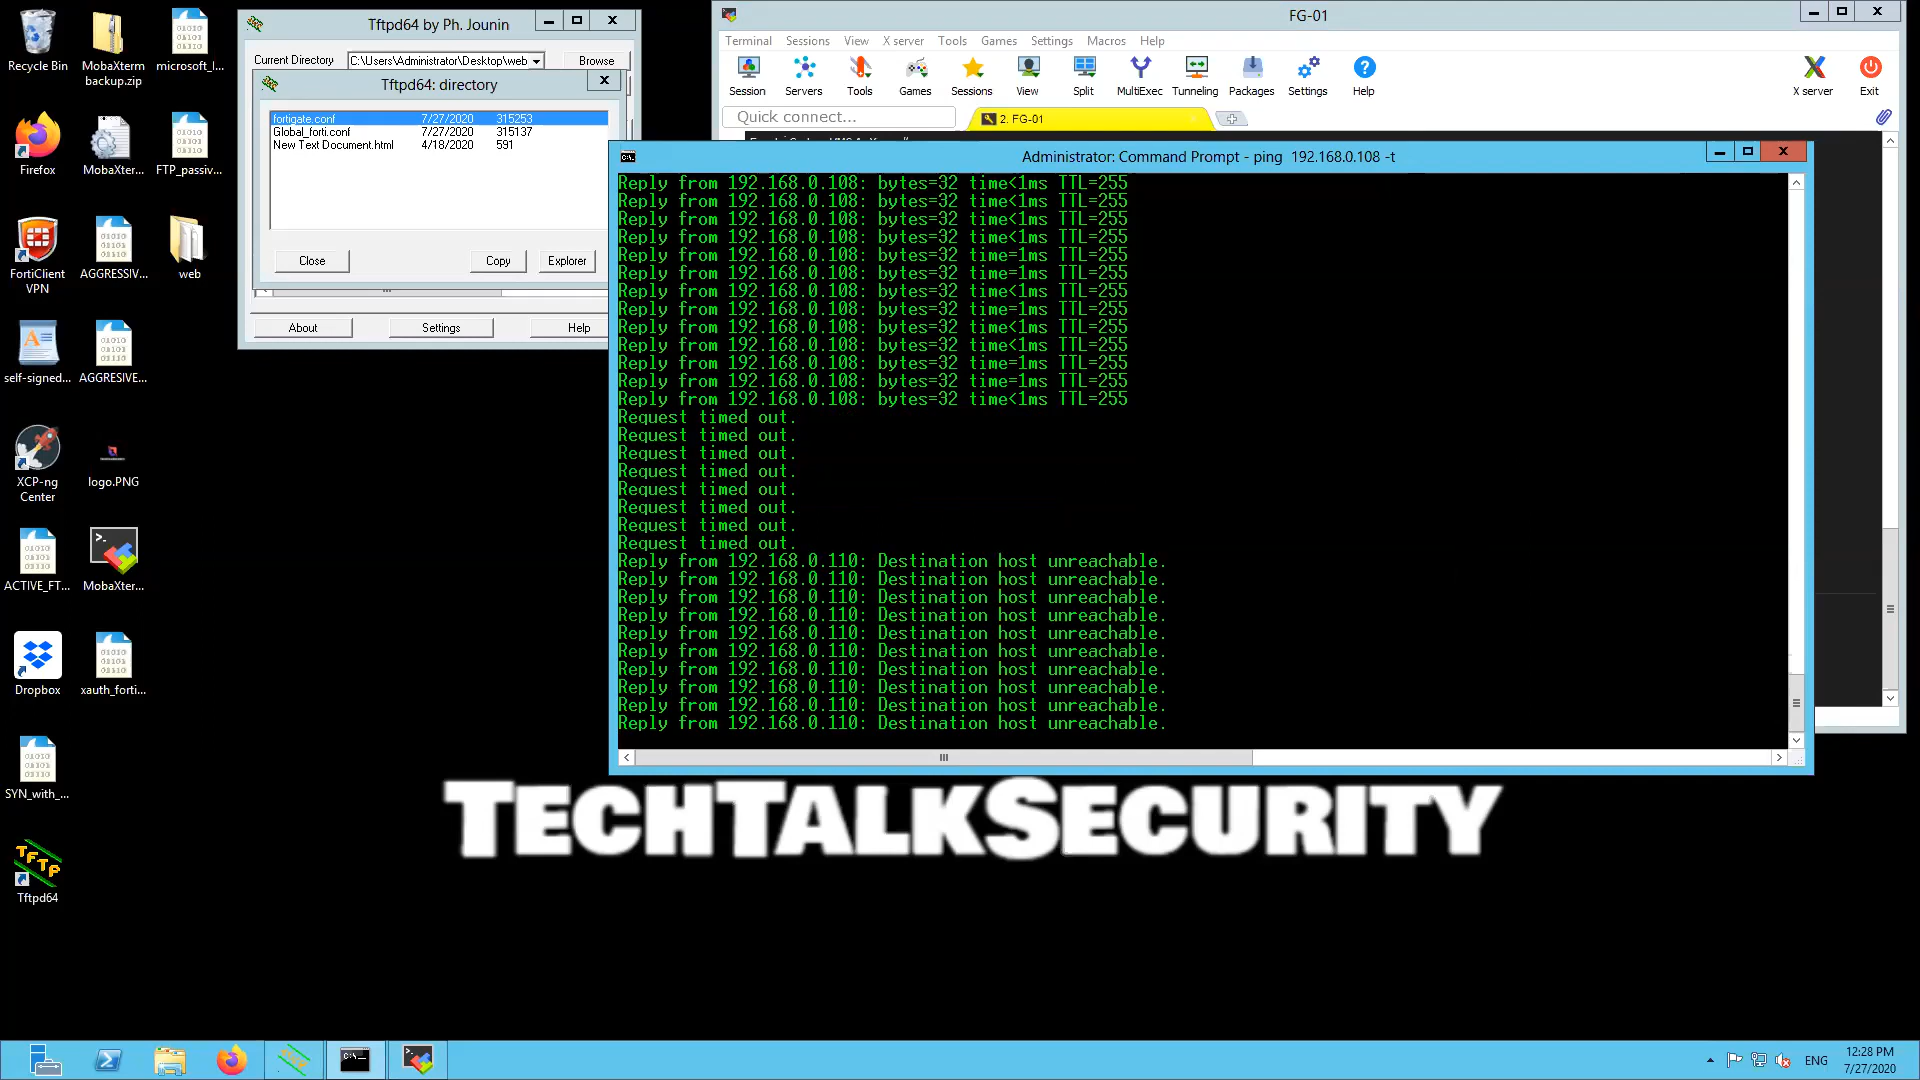 Recycle Bin
MobaXterm
backup.zip
microsoft_l...
Firefox
MobaXter...
FTP_passiv...
FortiClient
VPN
AGGRESSIV...
web
self-signed...
AGGRESIVE...
XCP-ng
Center
logo.PNG
ACTIVE_FT...
MobaXter...
Dropbox
xauth_forti...
SYN_with_...
Tftpd64
Tftpd64 by Ph. Jounin
Current Directory
C:\Users\Administrator\Desktop\web
Browse
Tftpd64: directory
fortigate.conf 7/27/2020 315253
Global_forti.conf 7/27/2020 315137
New Text Document.html 4/18/2020 591
Close
Copy
Explorer
About
Settings
Help
FG-01
Terminal Sessions View X server Tools Games Settings Macros Help
Session Servers Tools Games Sessions View Split MultiExec Tunneling Packages Settings Help
X server Exit
Quick connect...
2. FG-01
Administrator: Command Prompt - ping 192.168.0.108 -t
Reply from 192.168.0.108: bytes=32 time<1ms TTL=255
Reply from 192.168.0.108: bytes=32 time<1ms TTL=255
Reply from 192.168.0.108: bytes=32 time<1ms TTL=255
Reply from 192.168.0.108: bytes=32 time<1ms TTL=255
Reply from 192.168.0.108: bytes=32 time=1ms TTL=255
Reply from 192.168.0.108: bytes=32 time<1ms TTL=255
Reply from 192.168.0.108: bytes=32 time<1ms TTL=255
Reply from 192.168.0.108: bytes=32 time=1ms TTL=255
Reply from 192.168.0.108: bytes=32 time<1ms TTL=255
Reply from 192.168.0.108: bytes=32 time<1ms TTL=255
Reply from 192.168.0.108: bytes=32 time=1ms TTL=255
Reply from 192.168.0.108: bytes=32 time=1ms TTL=255
Reply from 192.168.0.108: bytes=32 time<1ms TTL=255
Request timed out.
Request timed out.
Request timed out.
Request timed out.
Request timed out.
Request timed out.
Request timed out.
Request timed out.
Reply from 192.168.0.110: Destination host unreachable.
Reply from 192.168.0.110: Destination host unreachable.
Reply from 192.168.0.110: Destination host unreachable.
Reply from 192.168.0.110: Destination host unreachable.
Reply from 192.168.0.110: Destination host unreachable.
Reply from 192.168.0.110: Destination host unreachable.
Reply from 192.168.0.110: Destination host unreachable.
Reply from 192.168.0.110: Destination host unreachable.
Reply from 192.168.0.110: Destination host unreachable.
Reply from 192.168.0.110: Destination host unreachable.
TECHTALKSECURITY
ENG
12:28 PM
7/27/2020